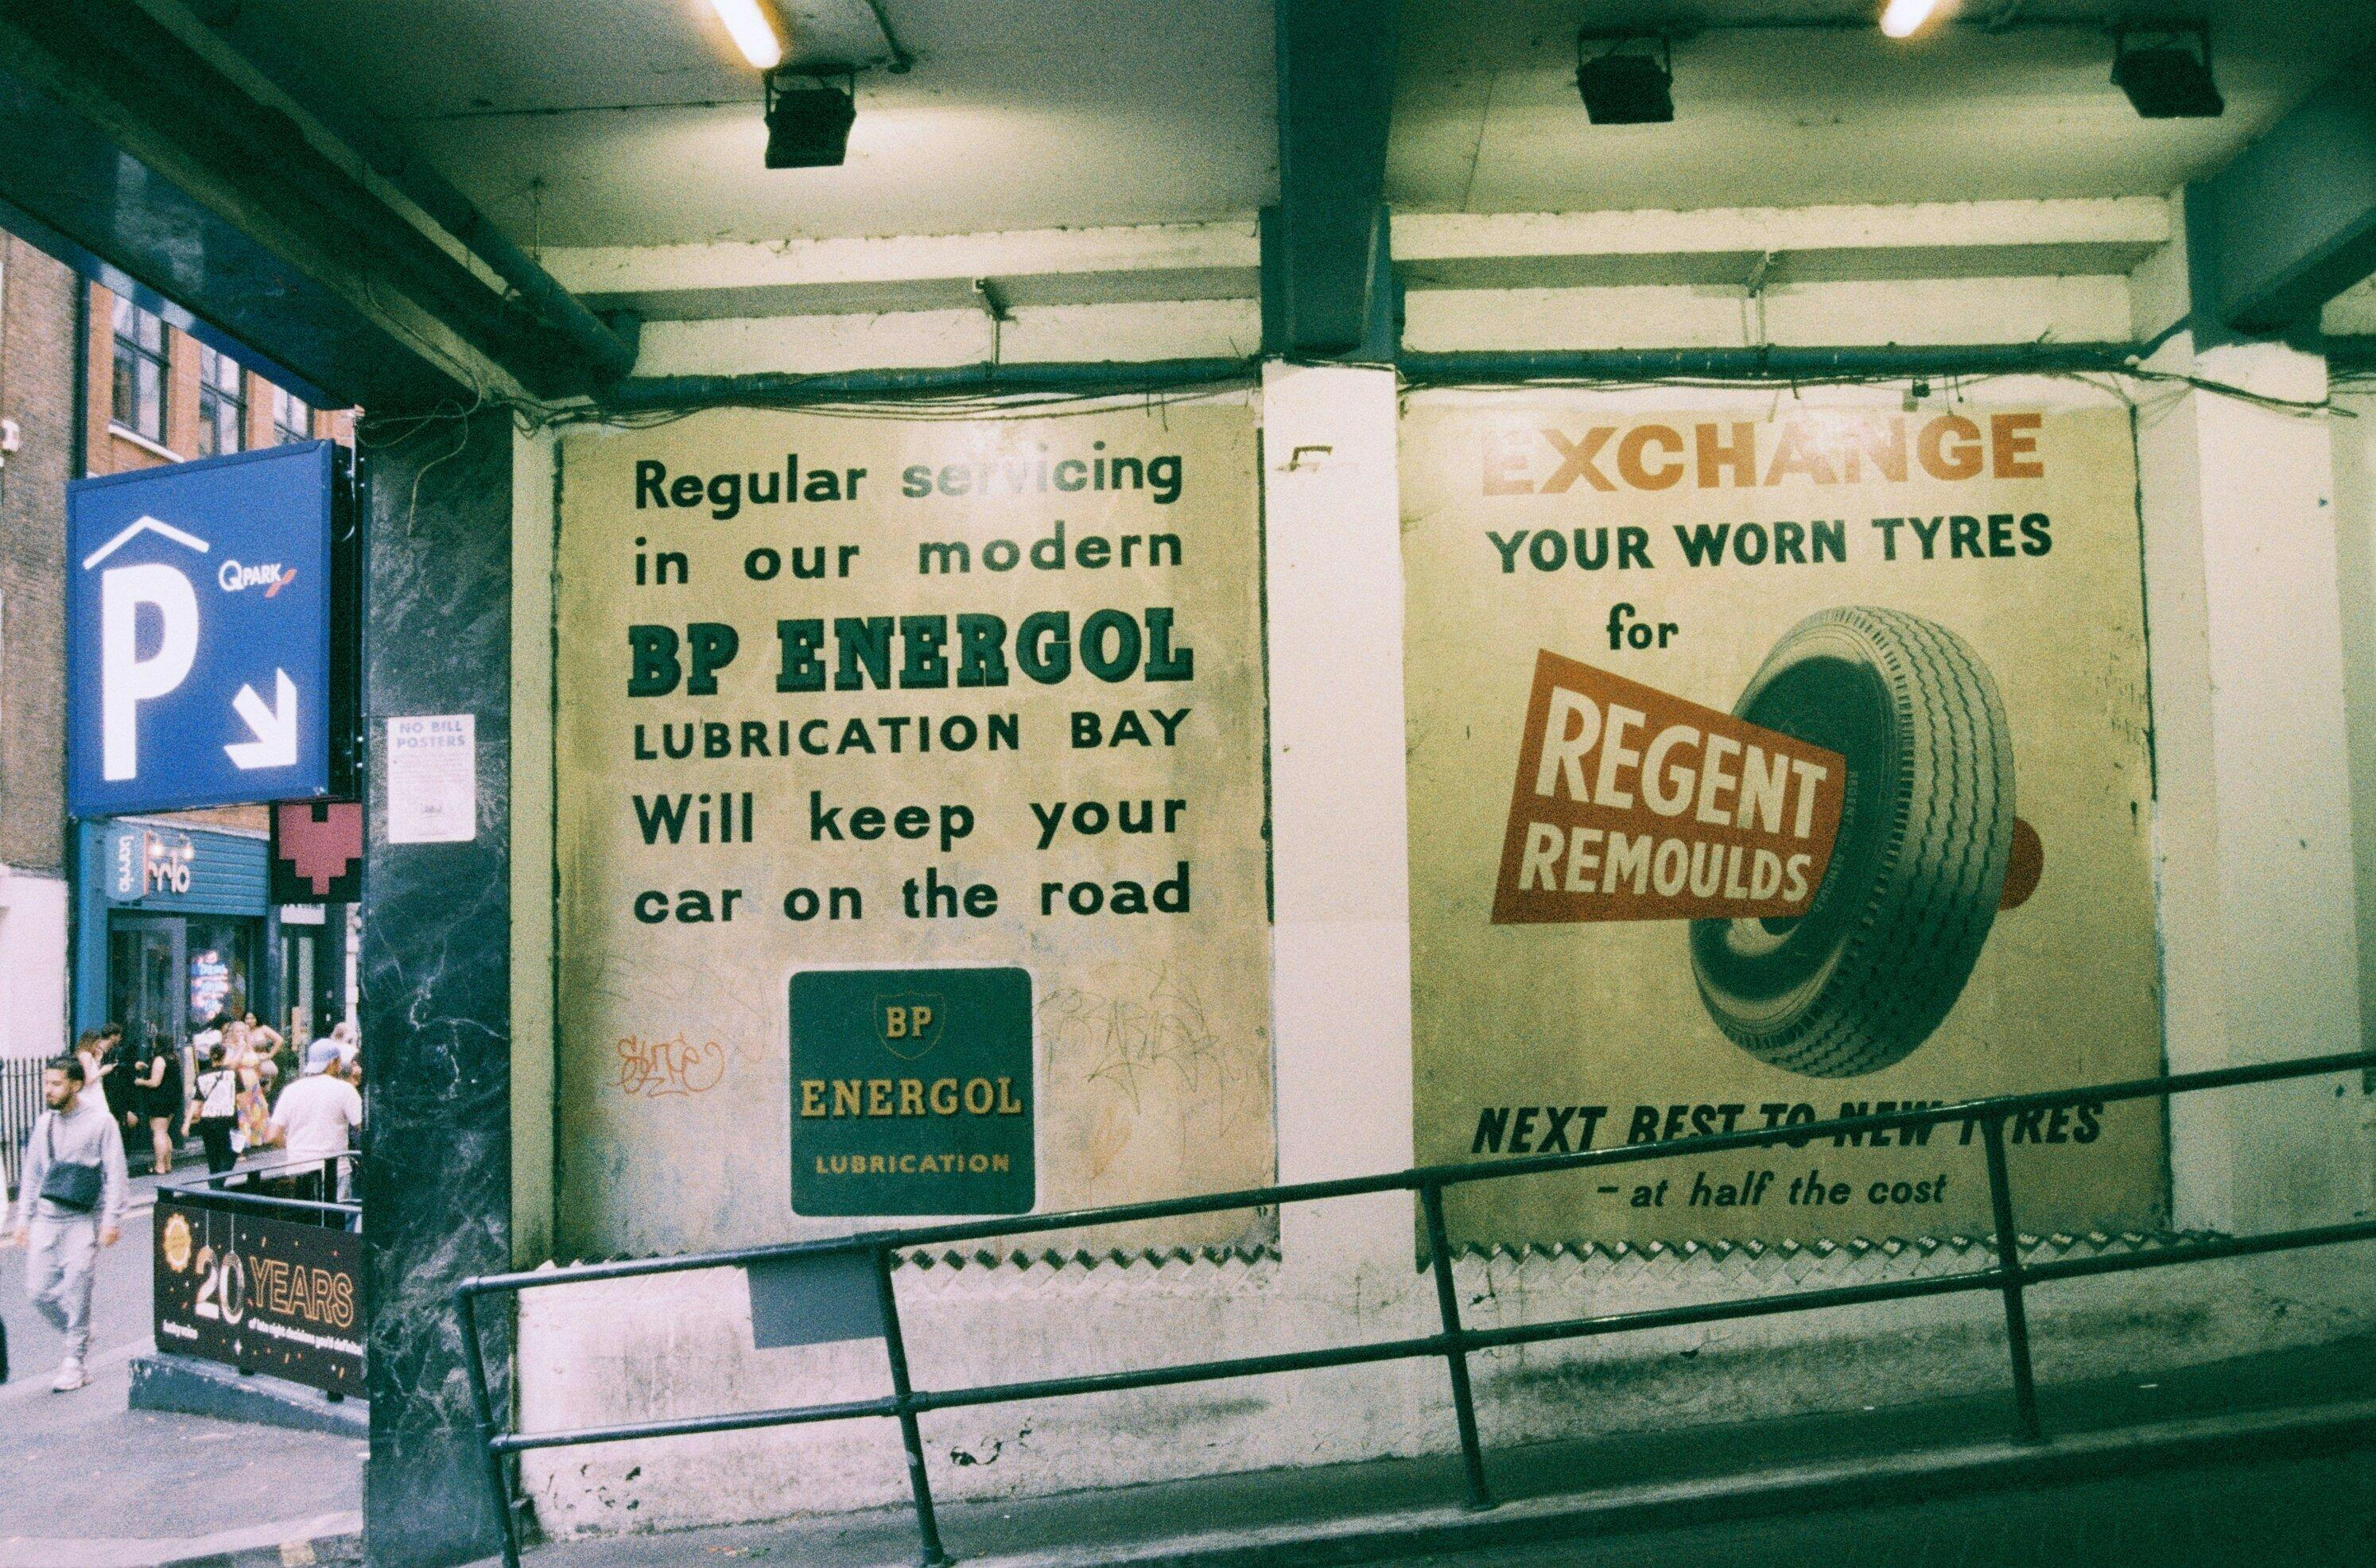 P
QPARK
NO BILL
POSTERS
20 YEARS
Regular servicing
in our modern
BP ENERGOL
LUBRICATION BAY
Will keep your
car on the road
BP
ENERGOL
LUBRICATION
EXCHANGE
YOUR WORN TYRES
for
REGENT
REMOULDS
NEXT BEST TO NEW TYRES
- at half the cost